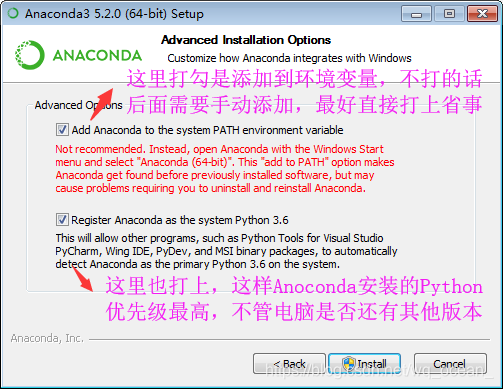 Anaconda3 5.2.0 (64-bit) Setup
ANACONDA
Advanced Installation Options
Customize how Anaconda integrates with Windows
这里打勾是添加到环境变量，不打的话
后面需要手动添加，最好直接打上省事
Advanced Options
Add Anaconda to the system PATH environment variable
Not recommended. Instead, open Anaconda with the Windows Start
menu and select "Anaconda (64-bit)". This "add to PATH" option makes
Anaconda get found before previously installed software, but may
cause problems requiring you to uninstall and reinstall Anaconda.
Register Anaconda as the system Python 3.6
This will allow other programs, such as Python Tools for Visual Studio
PyCharm, Wing IDE, PyDev, and MSI binary packages, to automatically
detect Anaconda as the primary Python 3.6 on the system.
这里也打上，这样Anoconda安装的Python
优先级最高，不管电脑是否还有其他版本
Anaconda, Inc.
< Back
Install
Cancel